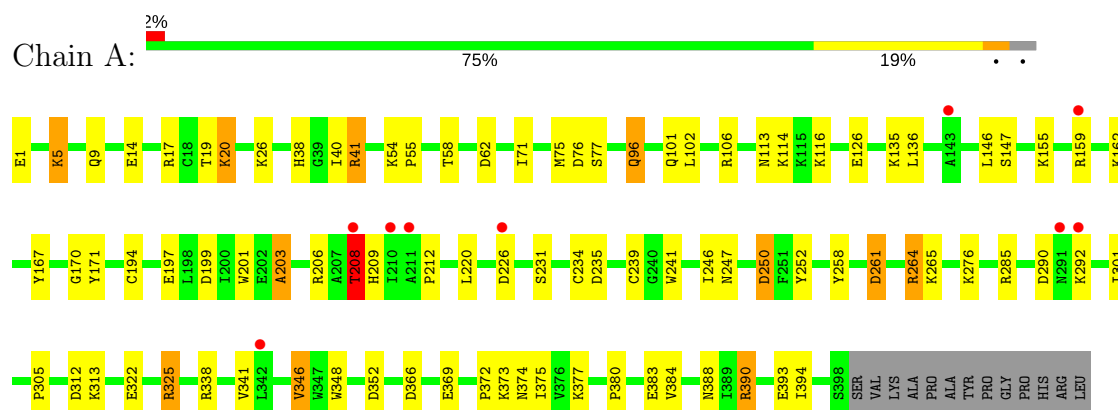 2%
Chain A:
75% 19% • •
E1 K5 Q9 E14 R17 C18 T19 K20 K26 H38 G39 I40 R41 K54 P55 T58 D62 I71 N75 D76 S77 Q96 Q101 L102 R106 N113 K114 K115 K116 E126 K135 L136 A143 L146 S147 K155 R159 K162
Y167 G170 Y171 C194 E197 L198 D199 I200 W201 E202 A203 R206 A207 T208 H209 I210 A211 P212 L220 D226 S231 C234 D235 C239 G240 W241 I246 N247 D250 F251 Y252 Y258 D261 R264 K265 K276 R285 D290 N291 K292 I301
P305 D312 K313 E322 R325 R338 V341 L342 V346 W347 W348 D352 D366 E369 P372 K373 N374 I375 V376 K377 P380 E383 V384 N388 I389 R390 E393 I394 S398 SER VAL LYS ALA PRO ALA TYR PRO GLY PRO HIS ARG LEU